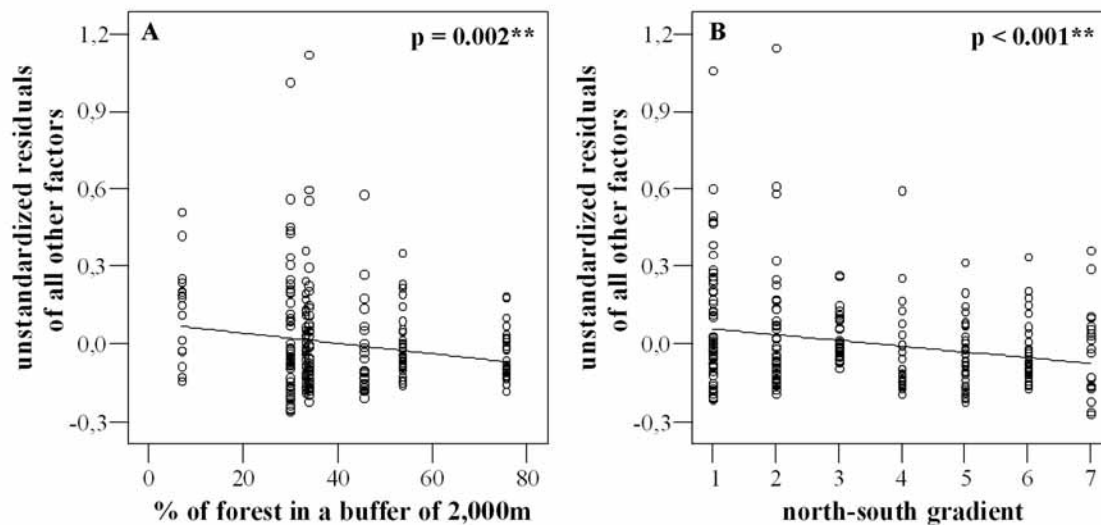 A
p = 0.002**
unstandardized residuals
of all other factors
1,2
0,9
0,6
0,3
0,0
-0,3
0 20 40 60 80
% of forest in a buffer of 2,000m
B
p < 0.001**
unstandardized residuals
of all other factors
1,2
0,9
0,6
0,3
0,0
-0,3
1 2 3 4 5 6 7
north-south gradient